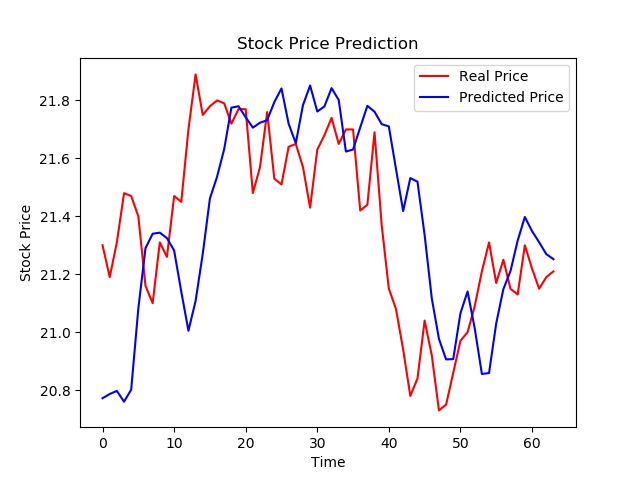 Stock Price Prediction
Real Price
Predicted Price
Stock Price
21.8
21.6
21.4
21.2
21.0
20.8
0 10 20 30 40 50 60
Time